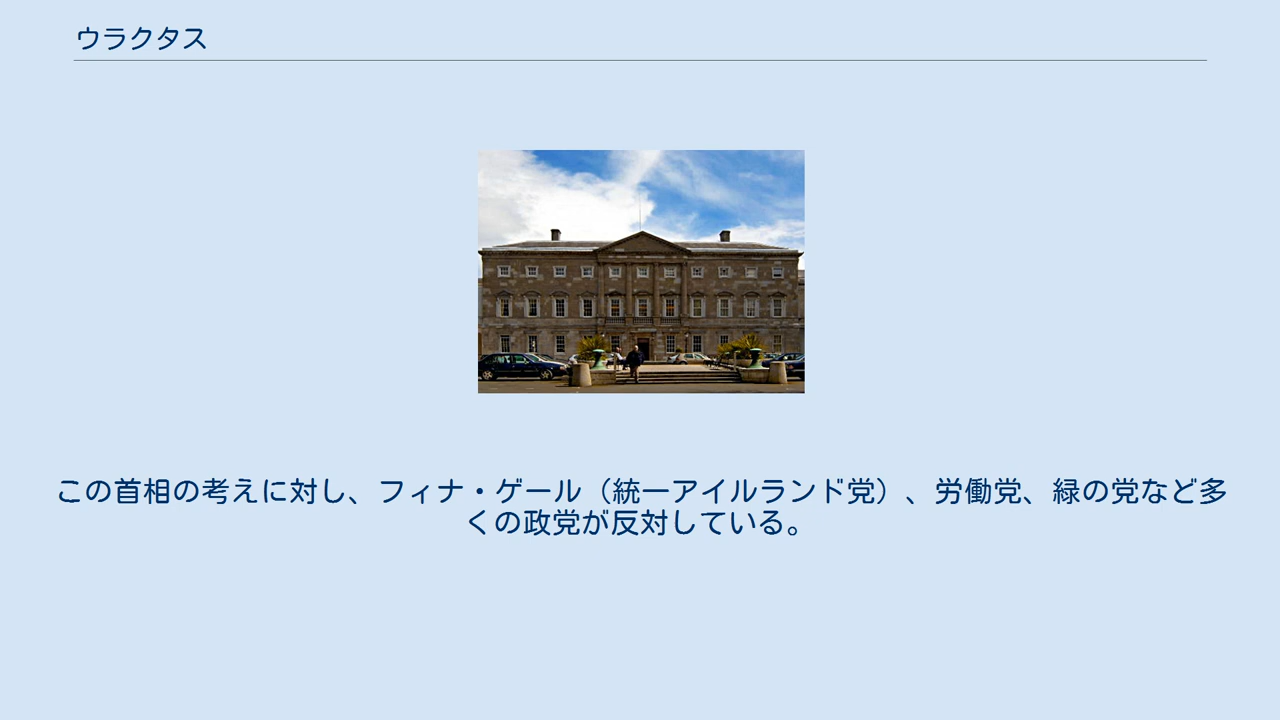 ウラクタス
この首相の考えに対し、フィナ・ゲール（統一アイルランド党）、労働党、緑の党など多
くの政党が反対している。